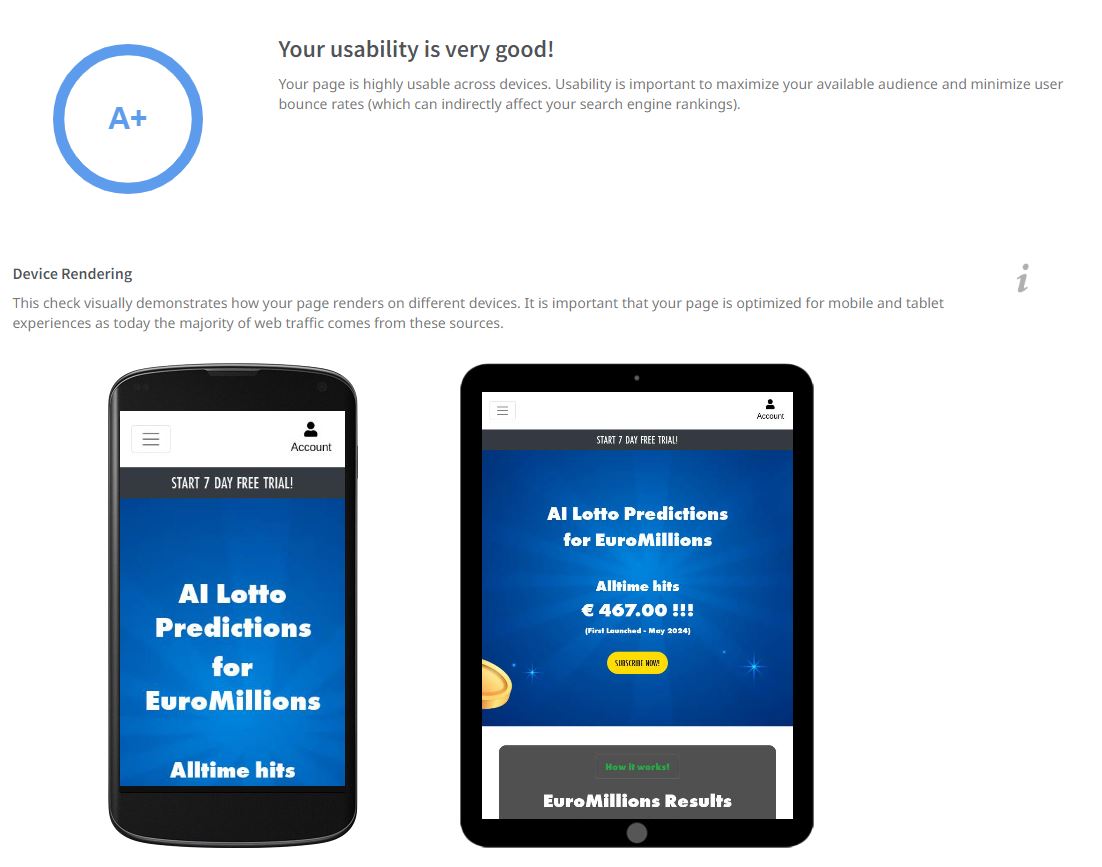 A+
Your usability is very good!
Your page is highly usable across devices. Usability is important to maximize your available audience and minimize user
bounce rates (which can indirectly affect your search engine rankings).
Device Rendering
i
This check visually demonstrates how your page renders on different devices. It is important that your page is optimized for mobile and tablet
experiences as today the majority of web traffic comes from these sources.
Account
START 7 DAY FREE TRIAL!
AI Lotto
Predictions
for
EuroMillions
Alltime hits
Account
START 7 DAY FREE TRIAL!
AI Lotto Predictions
for EuroMillions
Alltime hits
€ 467.00 !!!
(First Launched - May 2024)
SUBSCRIBE NOW!
How it works!
EuroMillions Results